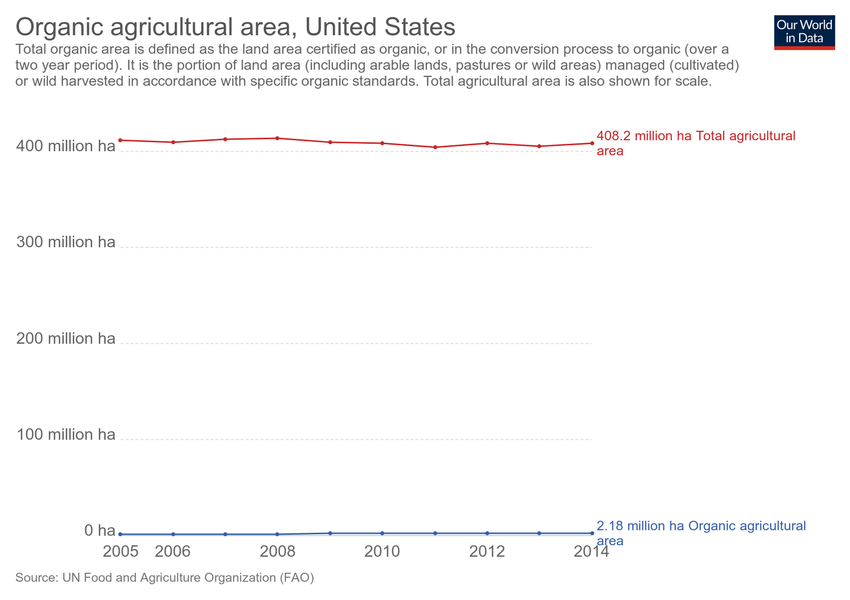 Organic agricultural area, United States
Our World
in Data
Total organic area is defined as the land area certified as organic, or in the conversion process to organic (over a
two year period). It is the portion of land area (including arable lands, pastures or wild areas) managed (cultivated)
or wild harvested in accordance with specific organic standards. Total agricultural area is also shown for scale.
408.2 million ha Total agricultural
area
400 million ha
300 million ha
200 million ha
100 million ha
0 ha
2.18 million ha Organic agricultural
area
2005 2006 2008 2010 2012 2014
Source: UN Food and Agriculture Organization (FAO)